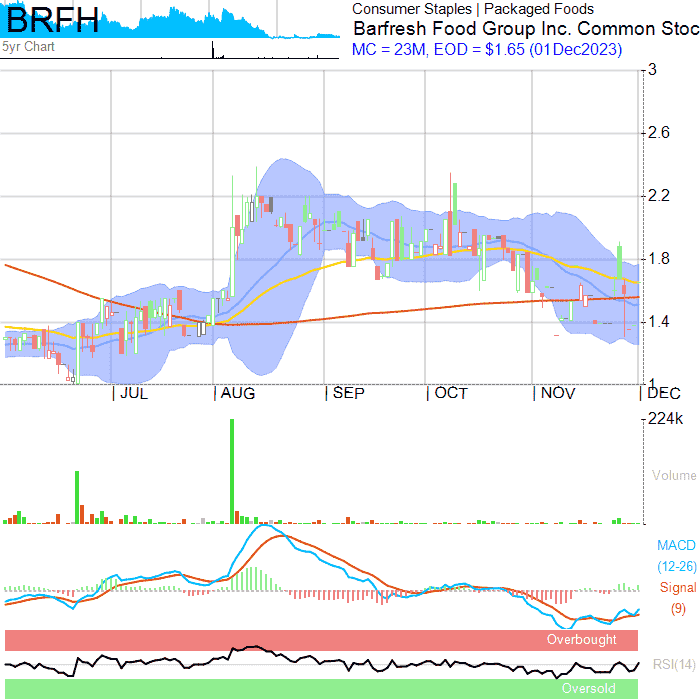 BRFH
5yr Chart
Consumer Staples | Packaged Foods
Barfresh Food Group Inc. Common Stoc
MC = 23M, EOD = $1.65 (01Dec2023)
3
2.6
2.2
1.8
1.4
1
JUL AUG SEP OCT NOV DEC
224k
Volume
MACD
(12-26)
Signal
(9)
Overbought
RSI(14)
Oversold